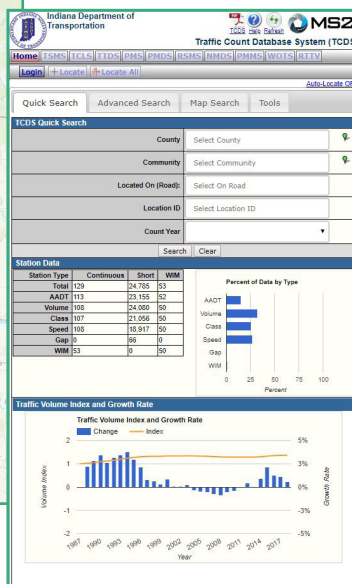 Indiana Department of
Transportation
TCDS Help Refresh
MS2
Traffic Count Database System (TCDS
Home TSMS TCLS TTDS PMS PMDS RSMS NMDS PMMS WOTS RTTV
Login +Locate Locate All
Auto-Locate OF
Quick Search Advanced Search Map Search Tools
TCDS Quick Search
County Select County
Community Select Community
Located On (Road): Select On Road
Location ID Select Location ID
Count Year
Search Clear
Station Data
Station Type Continuous Short WIM
Total 129 24,785 53
AADT 113 23,155 52
Volume 108 24,080 50
Class 107 21,056 50
Speed 108 18,917 50
Gap 0 66 0
WIM 53 0 50
Percent of Data by Type
AADT
Volume
Class
Speed
Gap
WIM
0 25 50 75 100
Percent
Traffic Volume Index and Growth Rate
Traffic Volume Index and Growth Rate
Change Index
2 5%
1 3%
0 0%
-1 -3%
-2 -5%
Volume Index
Growth Rate
1987 1990 1993 1996 1999 2002 2005 2008 2011 2014 2017
Year